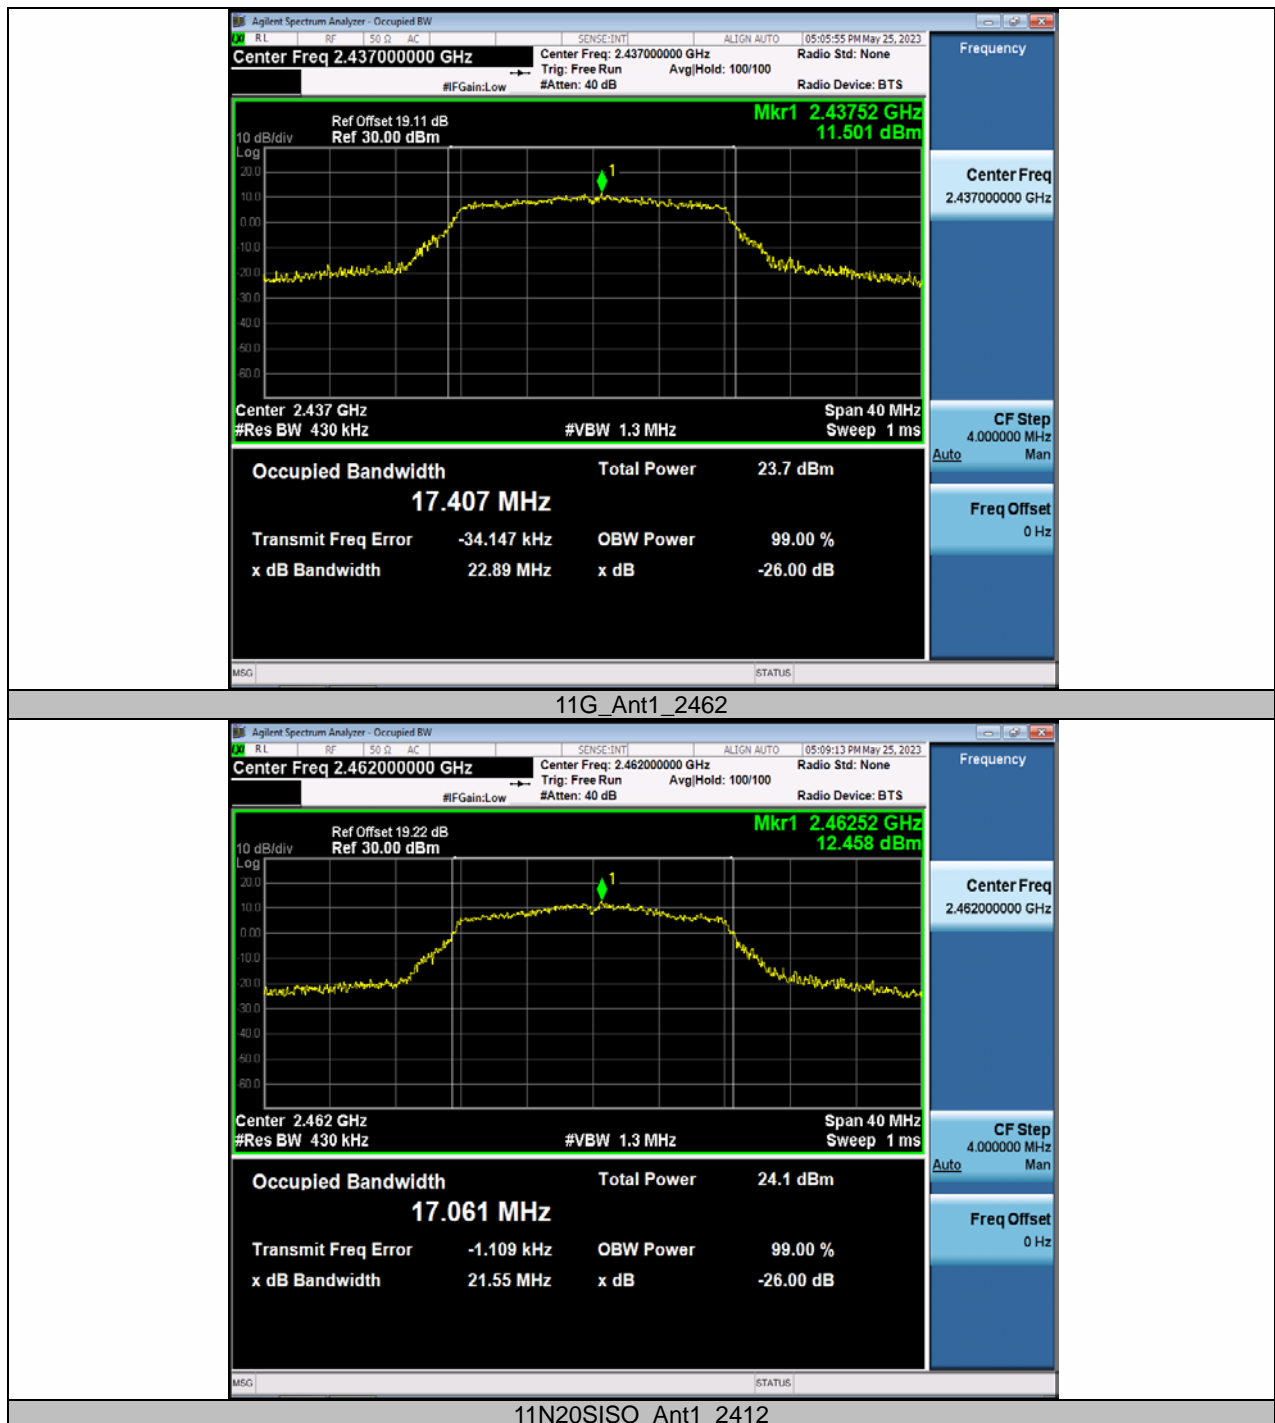 Agilent Spectrum Analyzer - Occupied BW
RL RF 50 Ω AC SENSE:INT ALIGN AUTO 05:05:55 PM May 25, 2023
Center Freq 2.437000000 GHz
Center Freq: 2.437000000 GHz
Radio Std: None
Trig: Free Run Avg|Hold: 100/100
#IFGain:Low
#Atten: 40 dB
Radio Device: BTS
Frequency
Mkr1 2.43752 GHz
11.501 dBm
Ref Offset 19.11 dB
10 dB/div Ref 30.00 dBm
Log
20.0
10.0
0.00
-10.0
-20.0
-30.0
-40.0
-50.0
-60.0
1
Center 2.437 GHz
Span 40 MHz
#Res BW 430 kHz
#VBW 1.3 MHz
Sweep 1 ms
Center Freq
2.437000000 GHz
CF Step
4.000000 MHz
Auto Man
Freq Offset
0 Hz
Occupied Bandwidth
17.407 MHz
Total Power 23.7 dBm
Transmit Freq Error -34.147 kHz OBW Power 99.00 %
x dB Bandwidth 22.89 MHz x dB -26.00 dB
MSG STATUS
11G_Ant1_2462
Agilent Spectrum Analyzer - Occupied BW
RL RF 50 Ω AC SENSE:INT ALIGN AUTO 05:09:13 PM May 25, 2023
Center Freq 2.462000000 GHz
Center Freq: 2.462000000 GHz
Radio Std: None
Trig: Free Run Avg|Hold: 100/100
#IFGain:Low
#Atten: 40 dB
Radio Device: BTS
Frequency
Mkr1 2.46252 GHz
12.458 dBm
Ref Offset 19.22 dB
10 dB/div Ref 30.00 dBm
Log
20.0
10.0
0.00
-10.0
-20.0
-30.0
-40.0
-50.0
-60.0
1
Center 2.462 GHz
Span 40 MHz
#Res BW 430 kHz
#VBW 1.3 MHz
Sweep 1 ms
Center Freq
2.462000000 GHz
CF Step
4.000000 MHz
Auto Man
Freq Offset
0 Hz
Occupied Bandwidth
17.061 MHz
Total Power 24.1 dBm
Transmit Freq Error -1.109 kHz OBW Power 99.00 %
x dB Bandwidth 21.55 MHz x dB -26.00 dB
MSG STATUS
11N20SISO_Ant1_2412